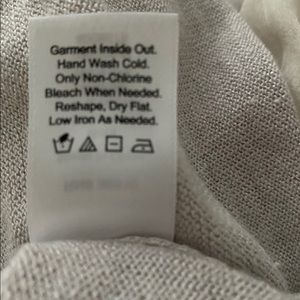 Garment Inside Out.
Hand Wash Cold.
Only Non-Chlorine
Bleach When Needed.
Reshape, Dry Flat.
Low Iron As Needed.